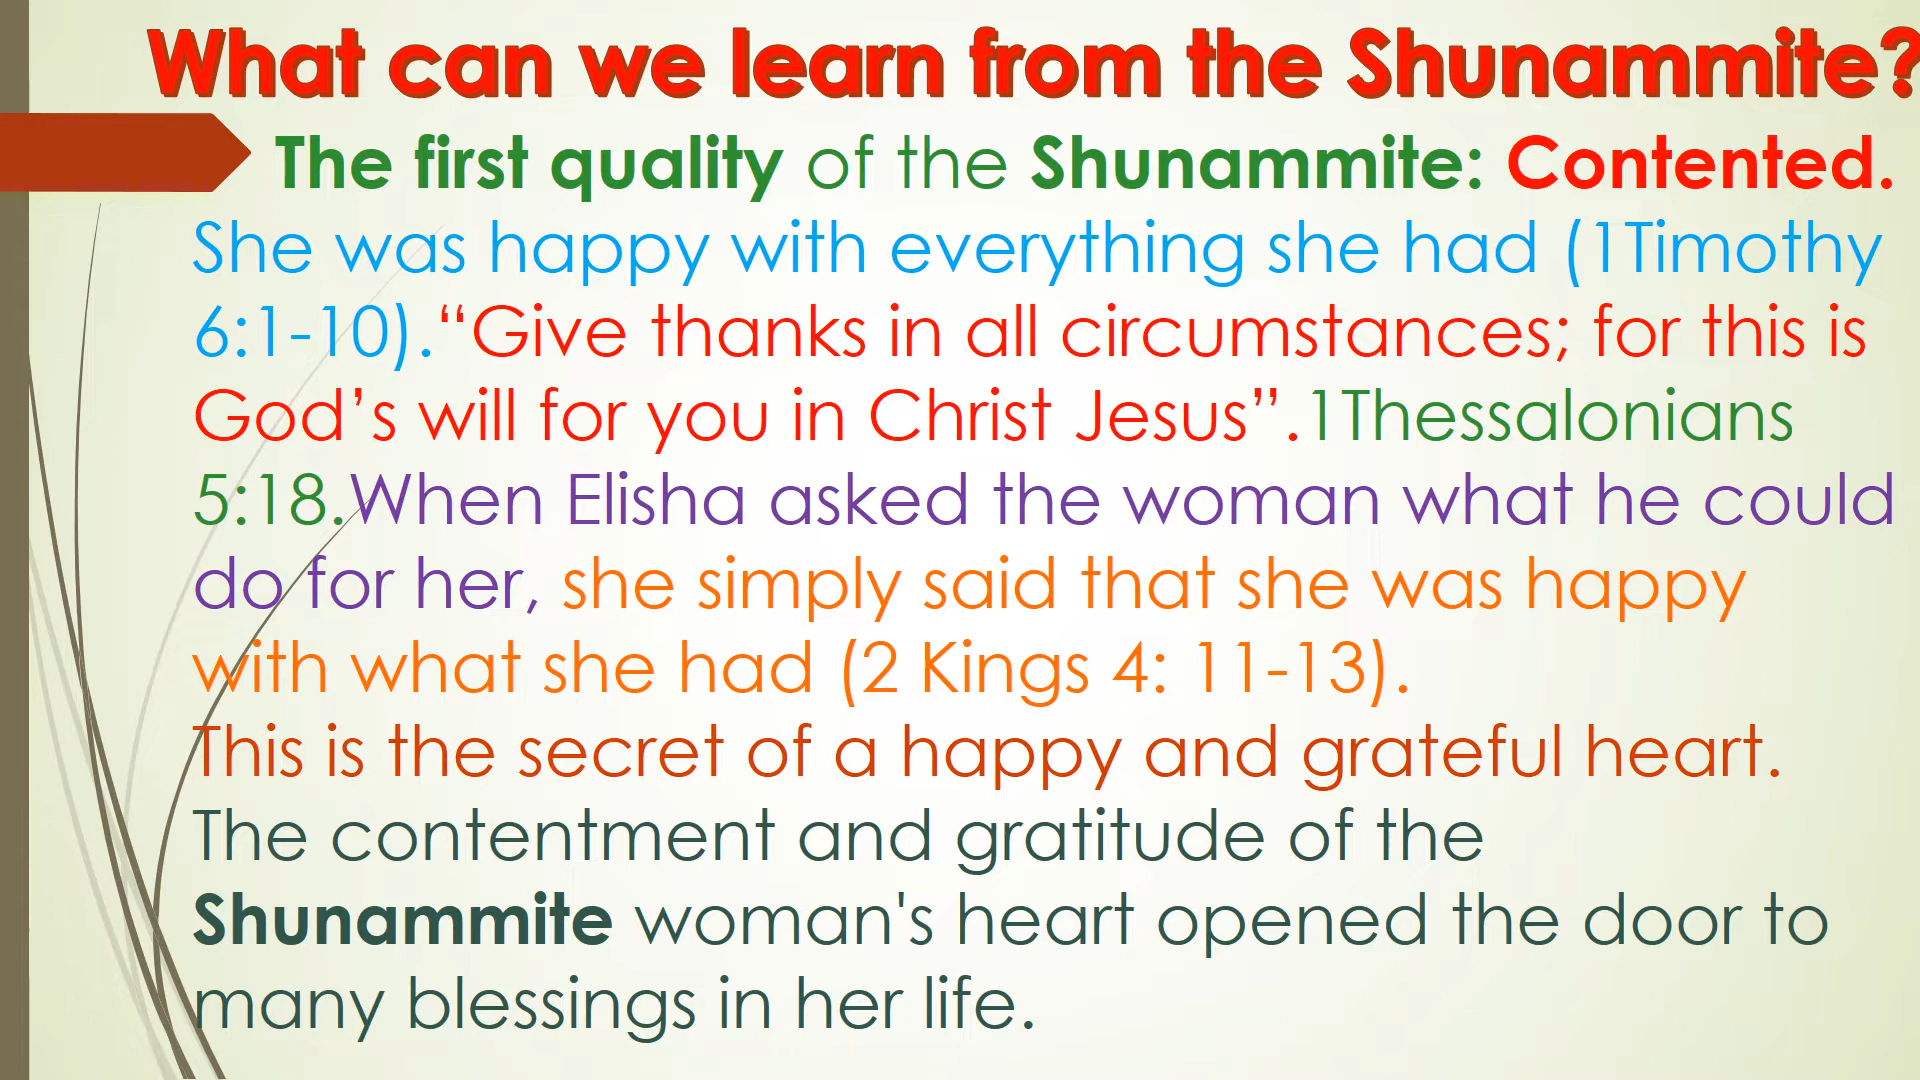 What can we learn from the Shunammite?
The first quality of the Shunammite: Contented.
She was happy with everything she had (1Timothy
6:1-10).“Give thanks in all circumstances; for this is
God’s will for you in Christ Jesus”.1Thessalonians
5:18.When Elisha asked the woman what he could
do for her, she simply said that she was happy
with what she had (2 Kings 4: 11-13).
This is the secret of a happy and grateful heart.
The contentment and gratitude of the
Shunammite woman's heart opened the door to
many blessings in her life.